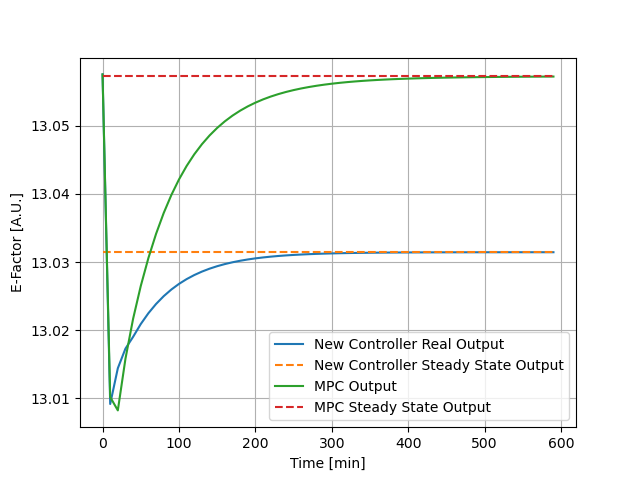 13.05
13.04
13.03
13.02
13.01
E-Factor [A.U.]
New Controller Real Output
New Controller Steady State Output
MPC Output
MPC Steady State Output
0 100 200 300 400 500 600
Time [min]